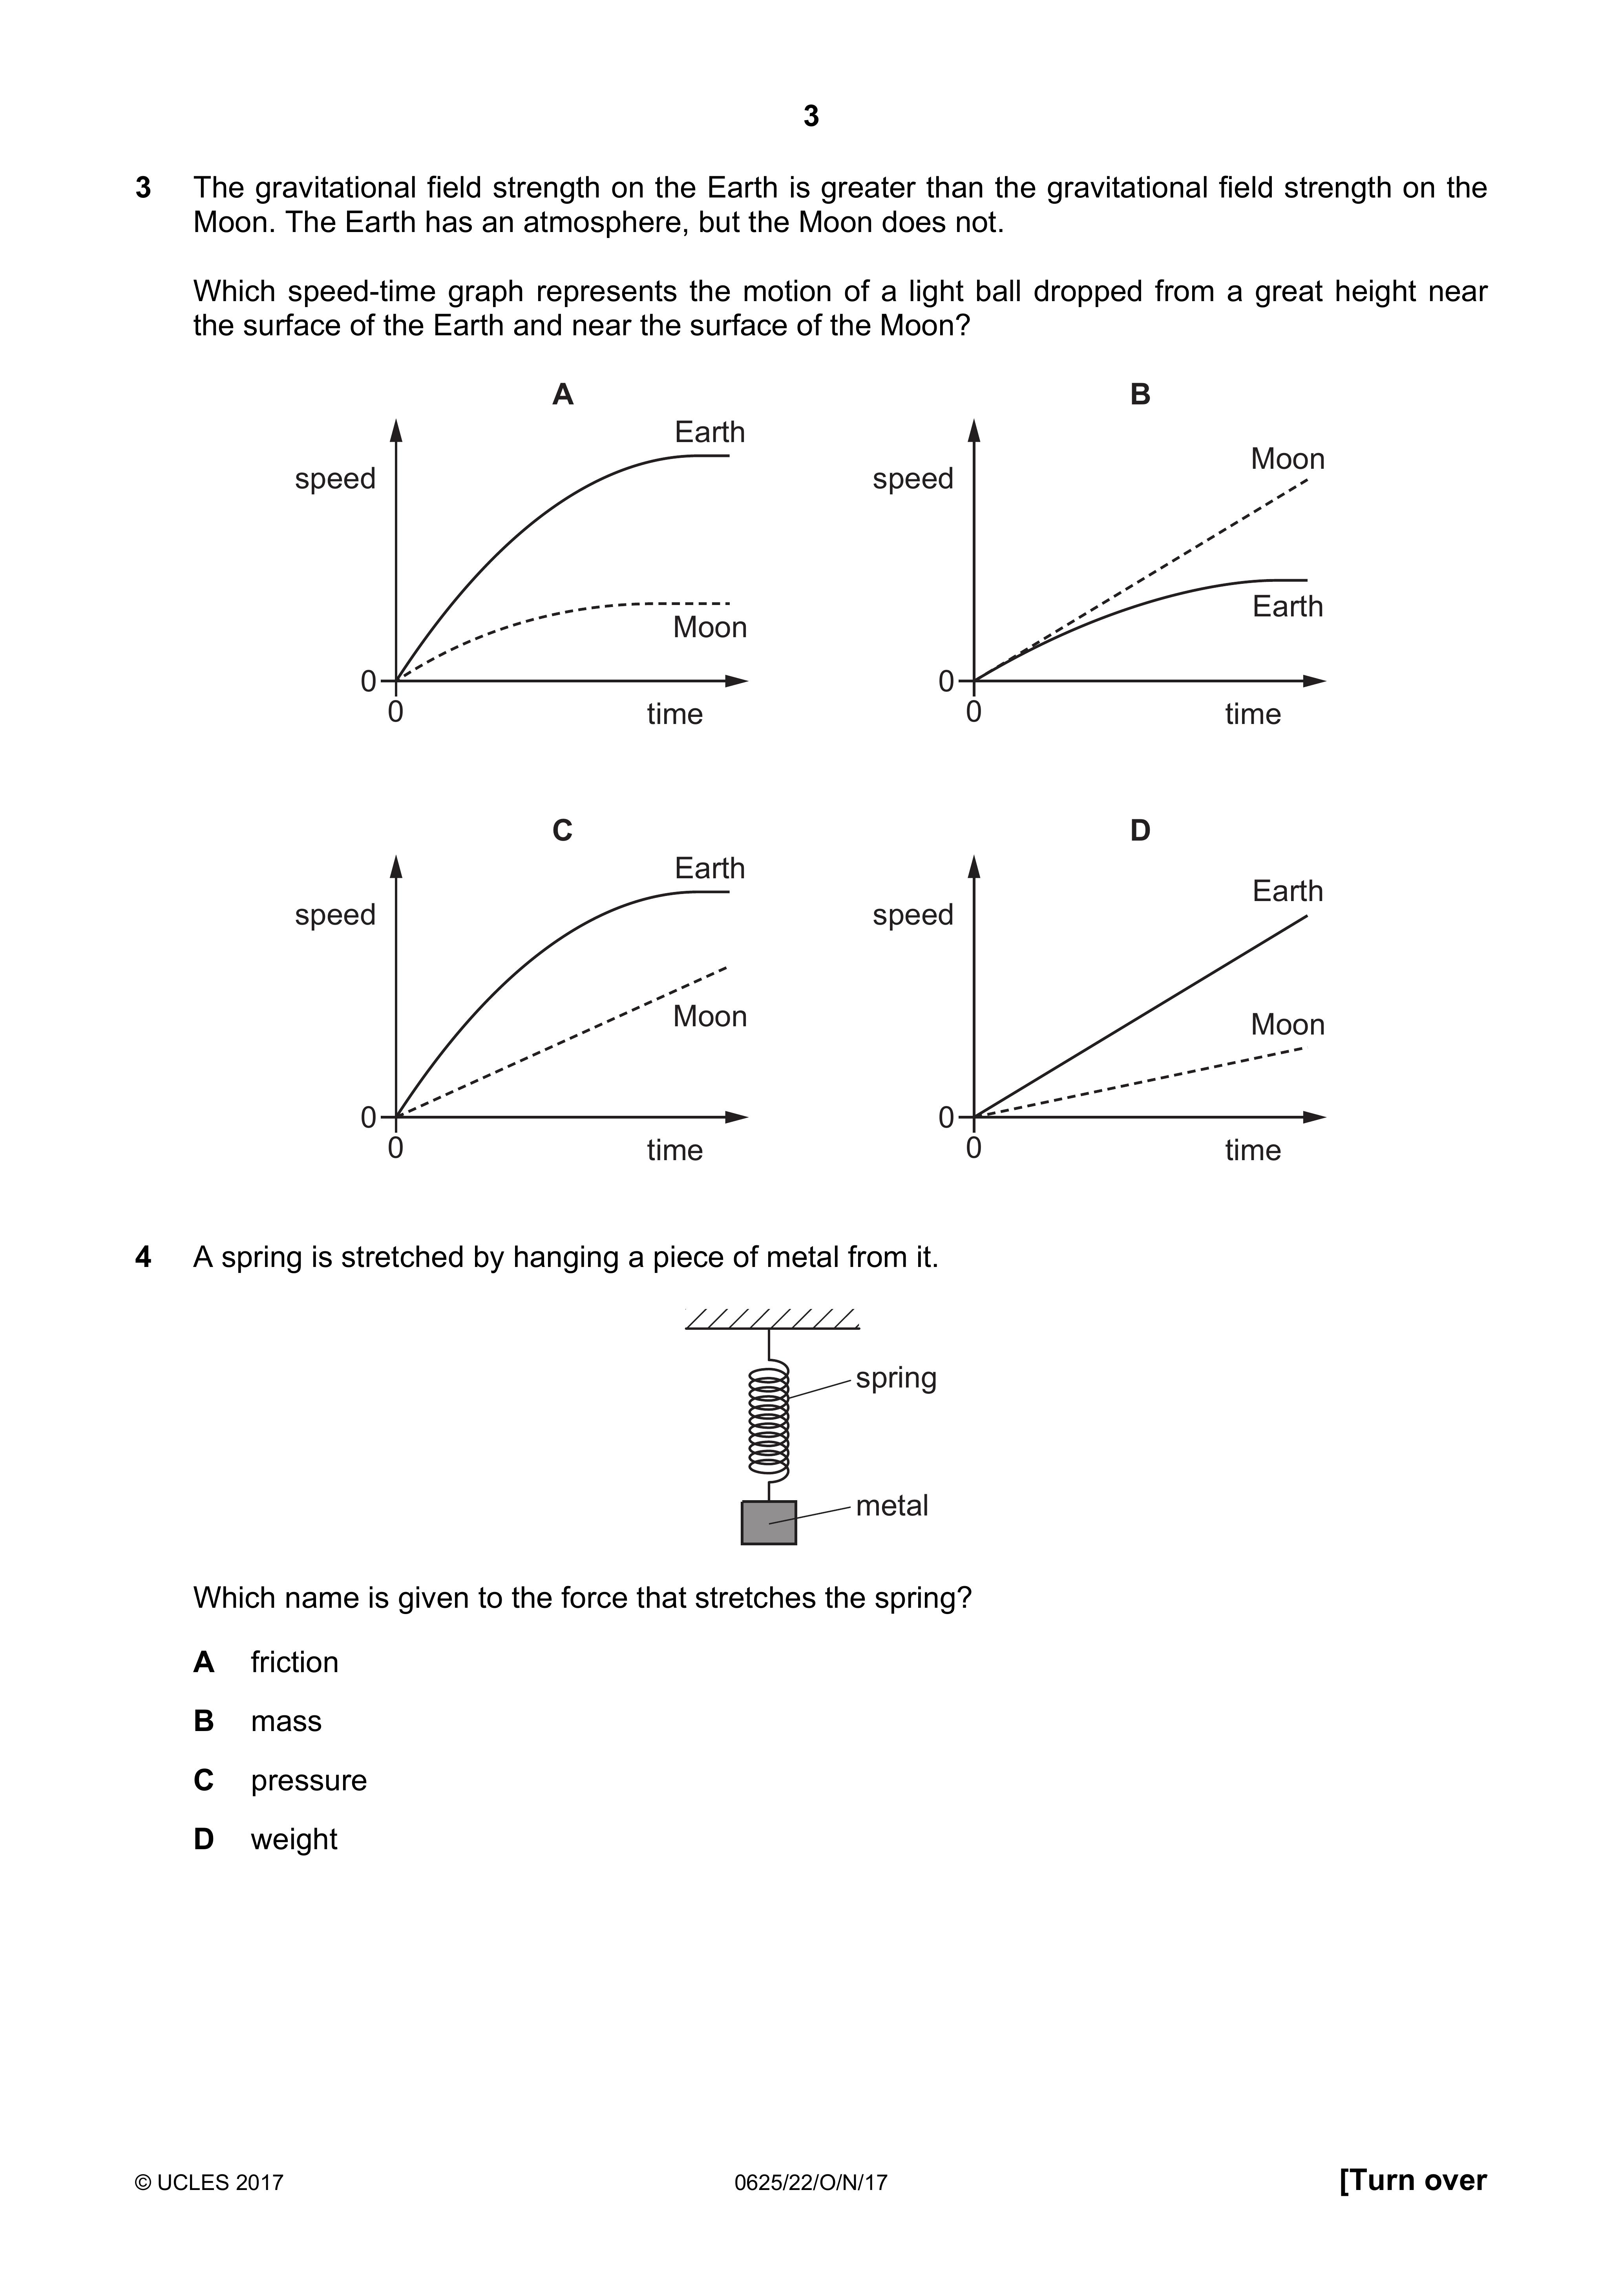 3
3 The gravitational field strength on the Earth is greater than the gravitational field strength on the
Moon. The Earth has an atmosphere, but the Moon does not.
Which speed-time graph represents the motion of a light ball dropped from a great height near
the surface of the Earth and near the surface of the Moon?
A
speed
Earth
Moon
0
0
time
B
speed
Moon
Earth
0
0
time
C
speed
Earth
Moon
0
0
time
D
speed
Earth
Moon
0
0
time
4 A spring is stretched by hanging a piece of metal from it.
spring
metal
Which name is given to the force that stretches the spring?
A friction
B mass
C pressure
D weight
© UCLES 2017 0625/22/O/N/17 [Turn over